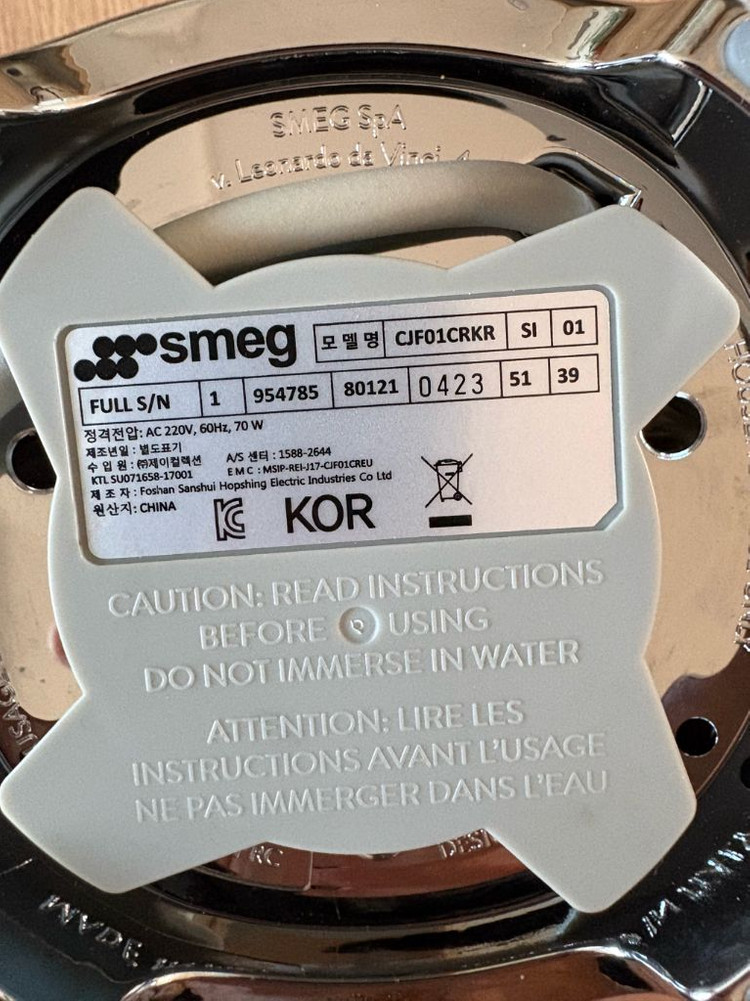 SMEG SpA
v. Leonardo da Vinci, 4
smeg 모델명 CJF01CRKR SI 01
FULL S/N 1 954785 80121 0423 51 39
정격전압: AC 220V, 60Hz, 70 W
제조년월 : 별도표기
수 입 원 : ㈜제이컬렉션 A/S 센터 : 1588-2644
KTL SU071658-17001 E M C : MSIP-REI-J17-CJF01CREU
제 조 자 : Foshan Sanshui Hopshing Electric Industries Co Ltd
원산지: CHINA
KC KOR
CAUTION: READ INSTRUCTIONS
BEFORE USING
DO NOT IMMERSE IN WATER
ATTENTION: LIRE LES
INSTRUCTIONS AVANT L'USAGE
NE PAS IMMERGER DANS L'EAU
MADE